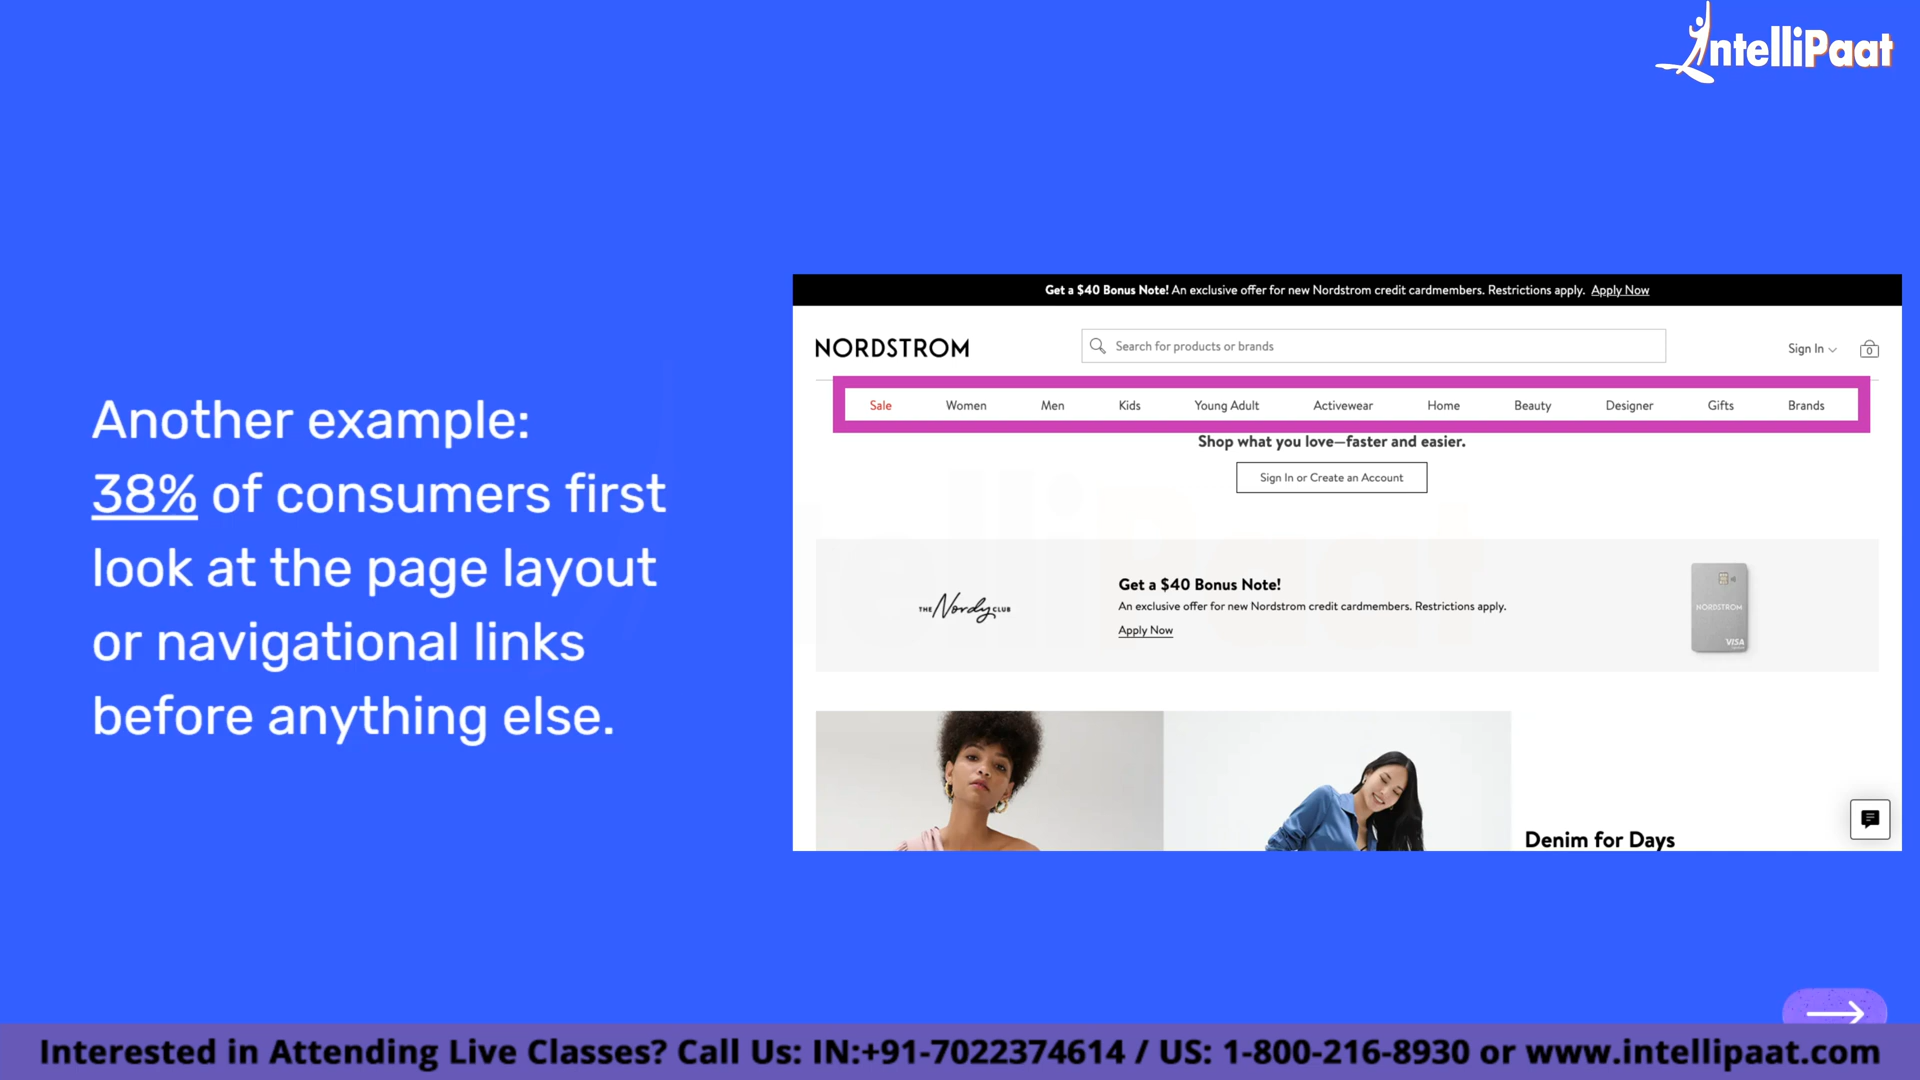 IntelliPaat
Another example:
38% of consumers first
look at the page layout
or navigational links
before anything else.
Get a $40 Bonus Note! An exclusive offer for new Nordstrom credit cardmembers. Restrictions apply. Apply Now
NORDSTROM
Search for products or brands
Sign In
0
Sale Women Men Kids Young Adult Activewear Home Beauty Designer Gifts Brands
Shop what you love—faster and easier.
Sign In or Create an Account
THE Nordy CLUB
Get a $40 Bonus Note!
An exclusive offer for new Nordstrom credit cardmembers. Restrictions apply.
Apply Now
NORDSTROM
VISA
Denim for Days
Interested in Attending Live Classes? Call Us: IN:+91-7022374614 / US: 1-800-216-8930 or www.intellipaat.com